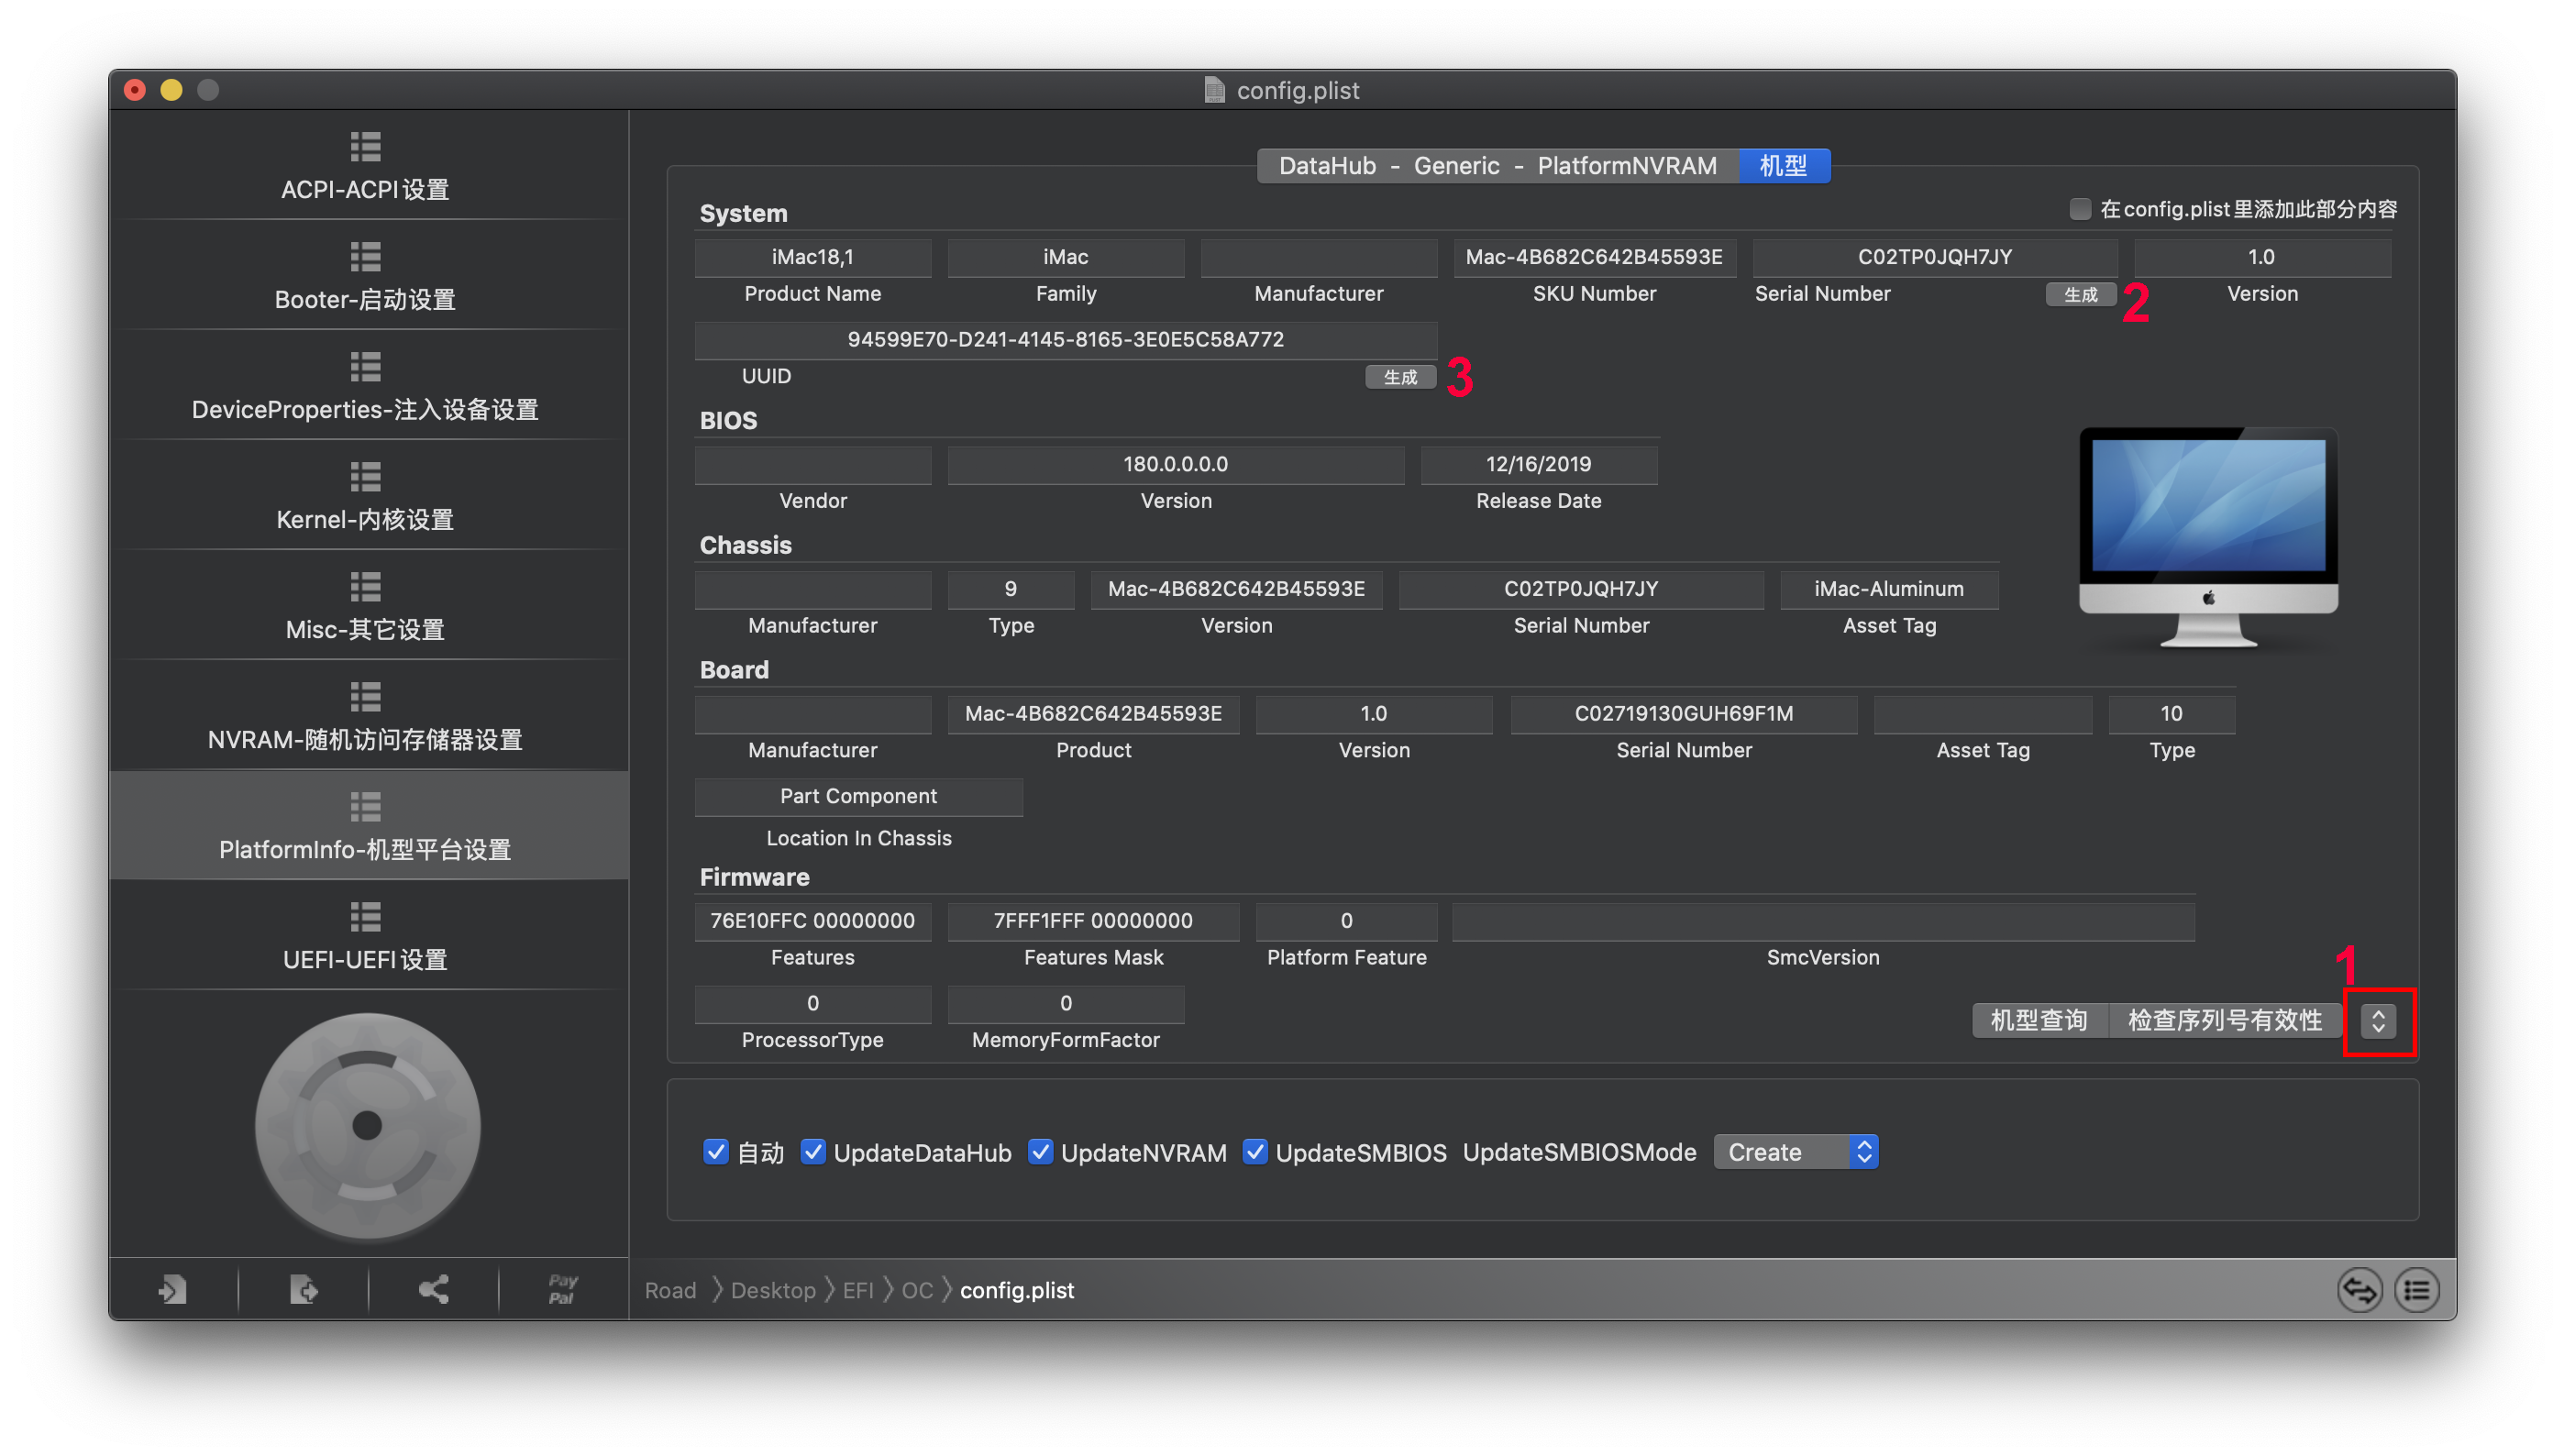 config.plist
ACPI-ACPI设置
Booter-启动设置
DeviceProperties-注入设备设置
Kernel-内核设置
Misc-其它设置
NVRAM-随机访问存储器设置
PlatformInfo-机型平台设置
UEFI-UEFI设置
Pay
Pal
DataHub - Generic - PlatformNVRAM 机型
System
在config.plist里添加此部分内容
iMac18,1 iMac Mac-4B682C642B45593E C02TP0JQH7JY 1.0
Product Name Family Manufacturer SKU Number Serial Number 生成 2 Version
94599E70-D241-4145-8165-3E0E5C58A772
UUID 生成 3
BIOS
180.0.0.0.0 12/16/2019
Vendor Version Release Date
Chassis
9 Mac-4B682C642B45593E C02TP0JQH7JY iMac-Aluminum
Manufacturer Type Version Serial Number Asset Tag
Board
Mac-4B682C642B45593E 1.0 C02719130GUH69F1M 10
Manufacturer Product Version Serial Number Asset Tag Type
Part Component
Location In Chassis
Firmware
76E10FFC 00000000 7FFF1FFF 00000000 0
Features Features Mask Platform Feature SmcVersion
1
0 0
机型查询 检查序列号有效性
ProcessorType MemoryFormFactor
自动 UpdateDataHub UpdateNVRAM UpdateSMBIOS UpdateSMBIOSMode Create
Road Desktop EFI OC config.plist